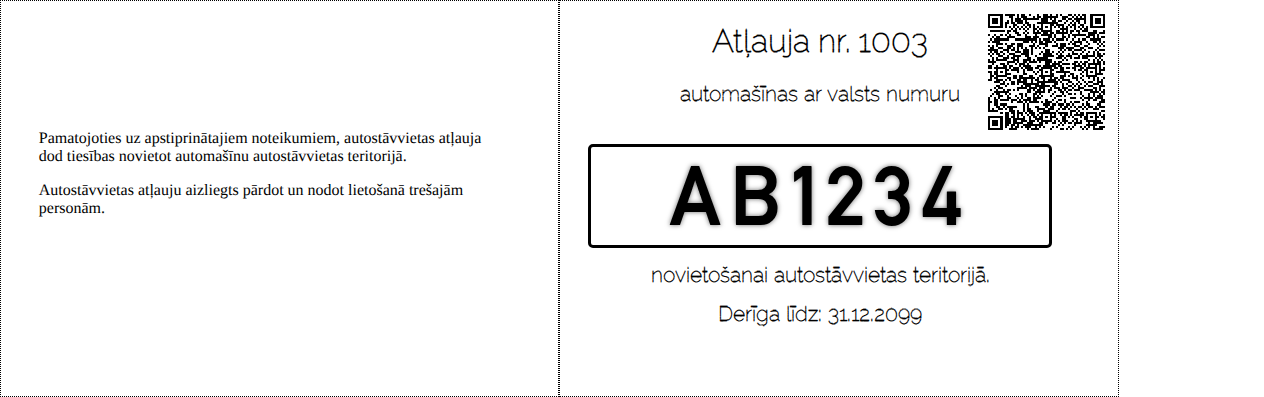 Pamatojoties uz apstiprinātajiem noteikumiem, autostāvvietas atļauja
dod tiesības novietot automašīnu autostāvvietas teritorijā.
Autostāvvietas atļauju aizliegts pārdot un nodot lietošanā trešajām
personām.
Atļauja nr. 1003
automašīnas ar valsts numuru
AB1234
novietošanai autostāvvietas teritorijā.
Derīga līdz: 31.12.2099